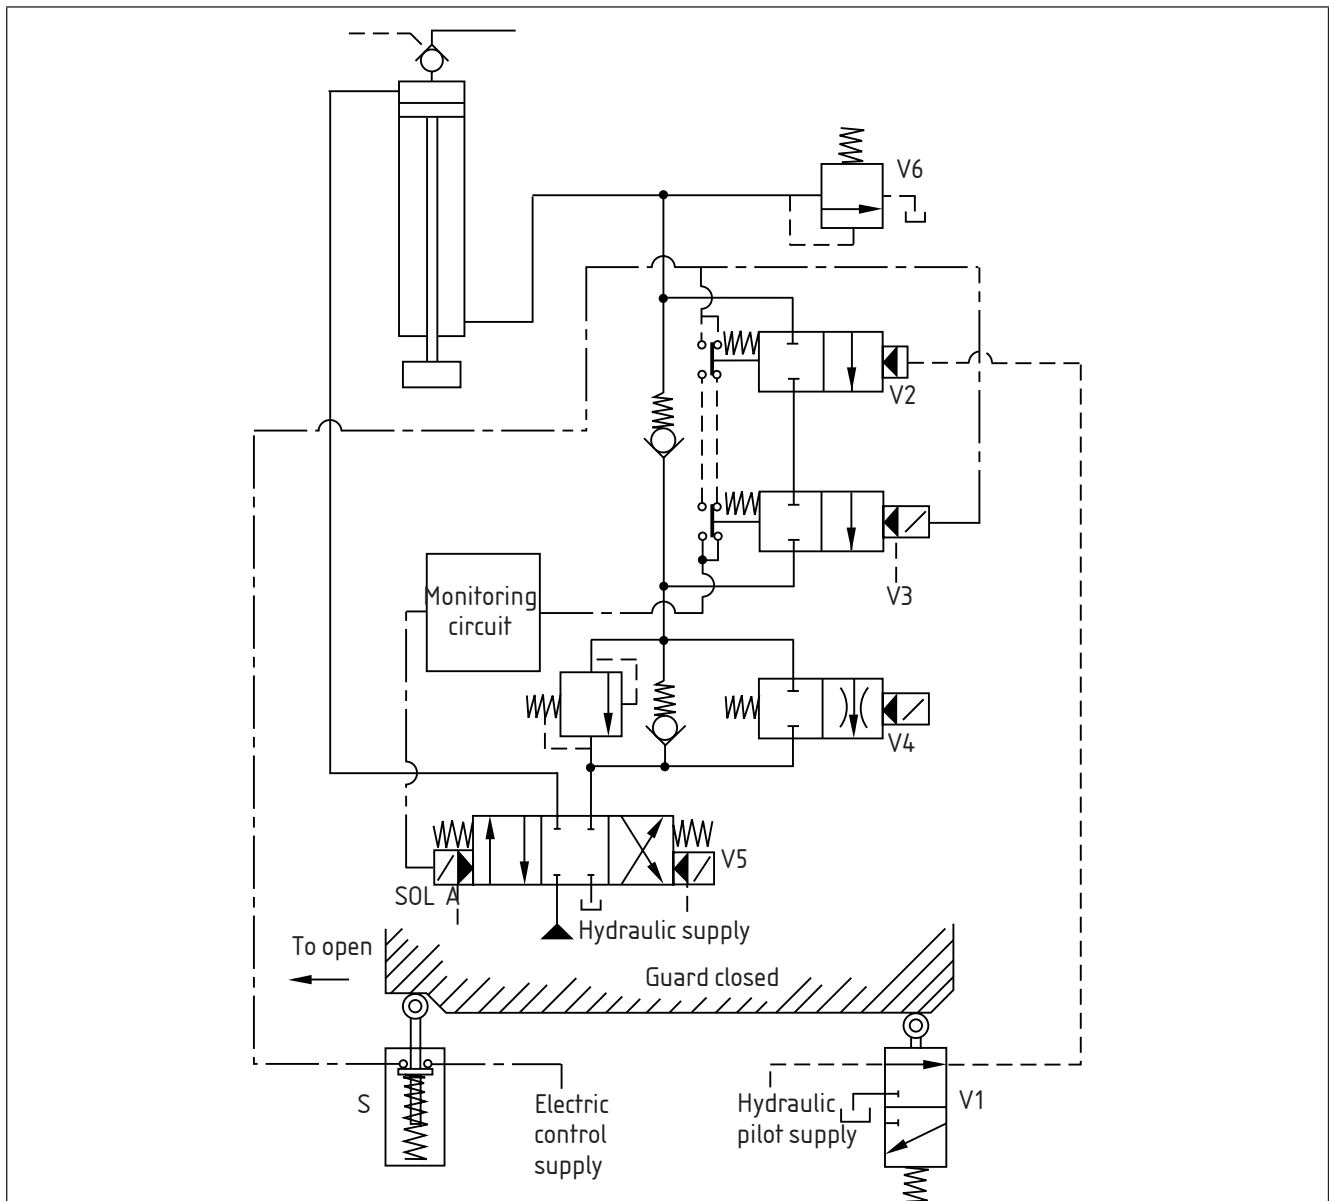 V6
V2
V3
Monitoring
circuit
V4
V5
SOL A
Hydraulic supply
To open
Guard closed
S
Electric
control
supply
Hydraulic
pilot supply
V1